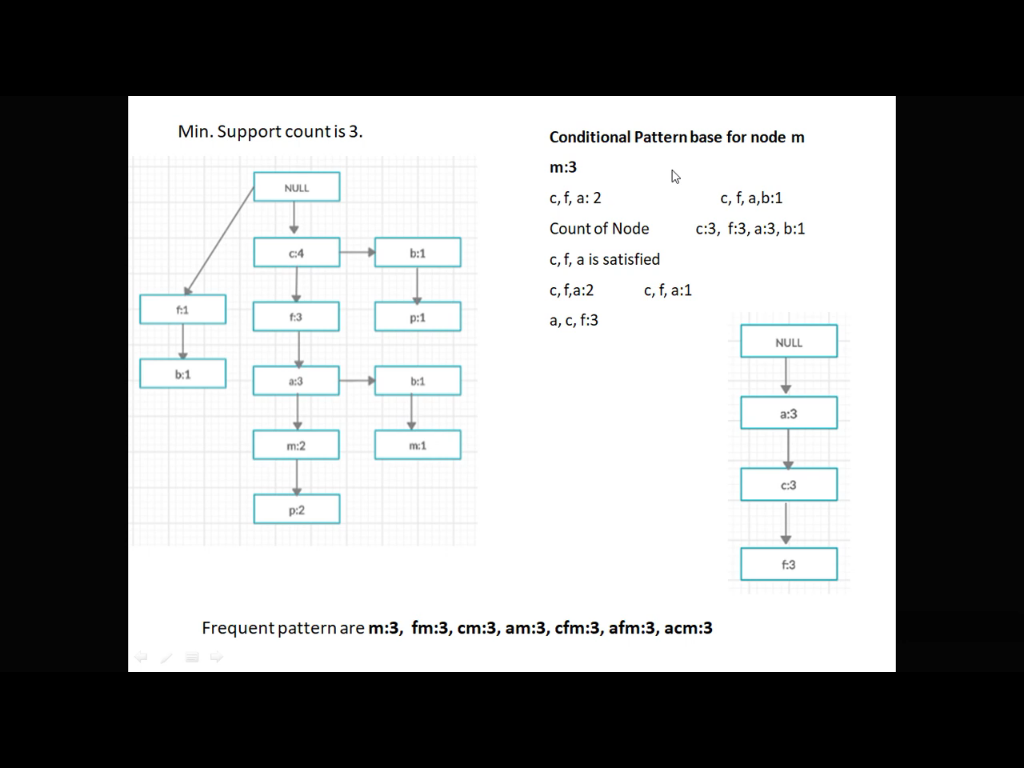 Min. Support count is 3.
NULL
c:4
b:1
f:1
f:3
p:1
b:1
a:3
b:1
m:2
m:1
p:2
Conditional Pattern base for node m
m:3
c, f, a: 2 c, f, a,b:1
Count of Node c:3, f:3, a:3, b:1
c, f, a is satisfied
c, f,a:2 c, f, a:1
a, c, f:3
NULL
a:3
c:3
f:3
Frequent pattern are m:3, fm:3, cm:3, am:3, cfm:3, afm:3, acm:3